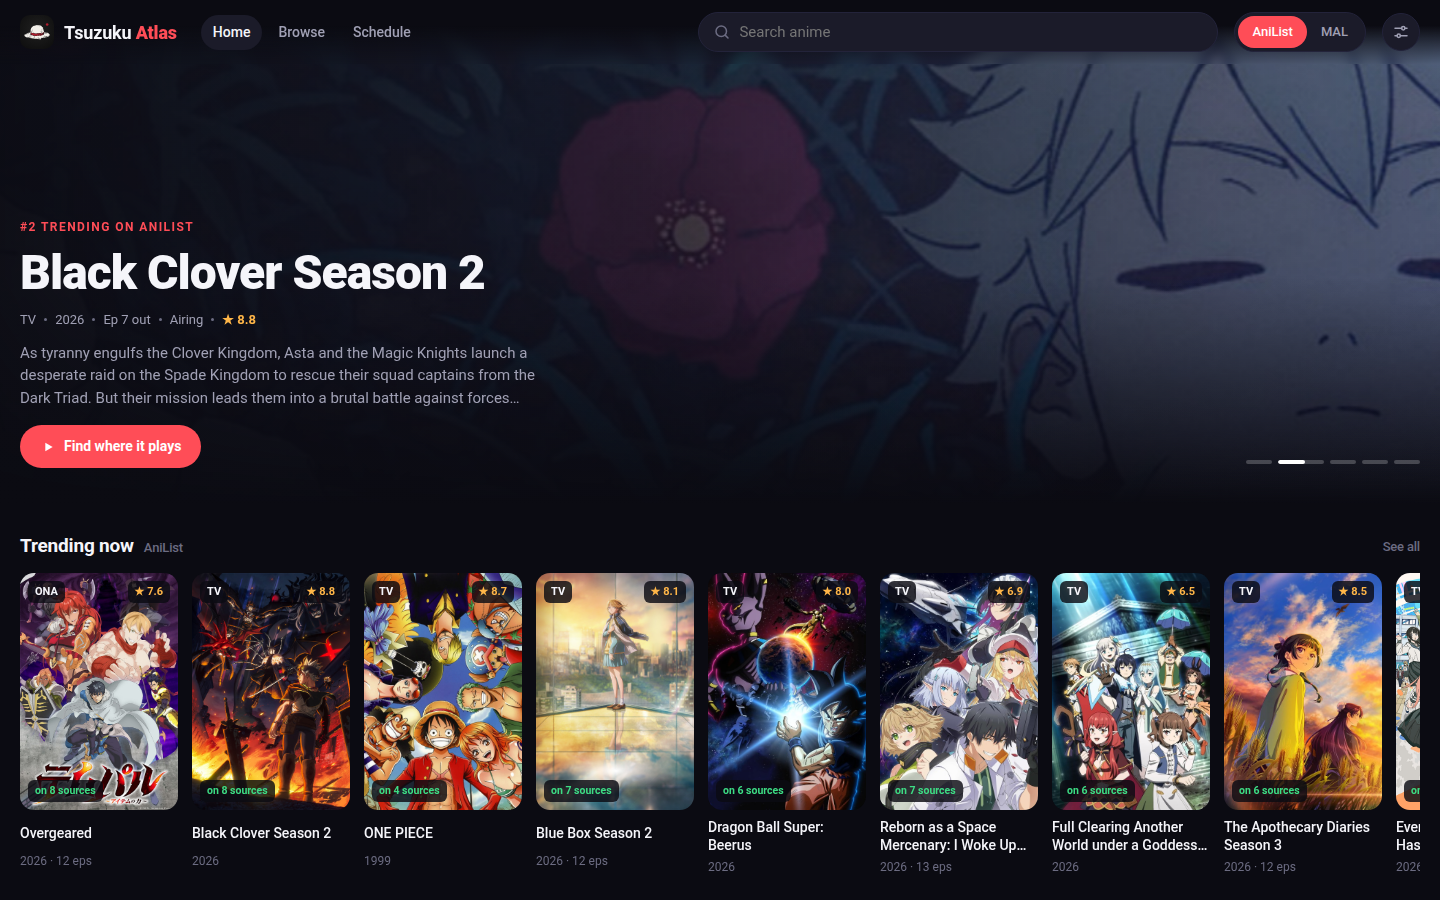 Tsuzuku Atlas
Home
Browse
Schedule
Search anime
AniList
MAL
#2 TRENDING ON ANILIST
Black Clover Season 2
TV • 2026 • Ep 7 out • Airing • ★ 8.8
As tyranny engulfs the Clover Kingdom, Asta and the Magic Knights launch a
desperate raid on the Spade Kingdom to rescue their squad captains from the
Dark Triad. But their mission leads them into a brutal battle against forces…
Find where it plays
Trending now
AniList
See all
ONA
★ 7.6
on 8 sources
Overgeared
2026 · 12 eps
TV
★ 8.8
on 8 sources
Black Clover Season 2
2026
TV
★ 8.7
on 4 sources
ONE PIECE
1999
TV
★ 8.1
on 7 sources
Blue Box Season 2
2026 · 12 eps
TV
★ 8.0
on 6 sources
Dragon Ball Super:
Beerus
2026
TV
★ 6.9
on 7 sources
Reborn as a Space
Mercenary: I Woke Up…
2026 · 13 eps
TV
★ 6.5
on 6 sources
Full Clearing Another
World under a Goddess…
2026
TV
★ 8.5
on 6 sources
The Apothecary Diaries
Season 3
2026 · 12 eps